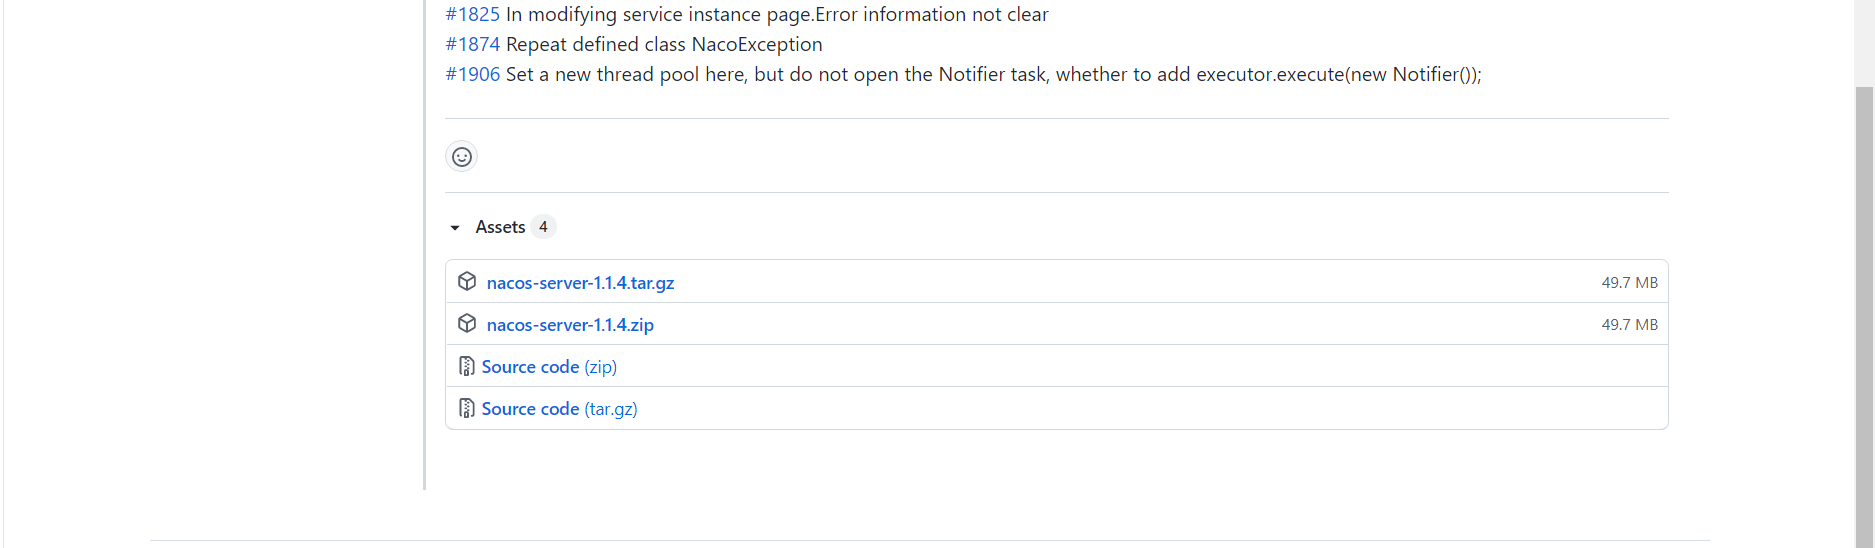 #1825 In modifying service instance page.Error information not clear
#1874 Repeat defined class NacoException
#1906 Set a new thread pool here, but do not open the Notifier task, whether to add executor.execute(new Notifier());
Assets 4
nacos-server-1.1.4.tar.gz 49.7 MB
nacos-server-1.1.4.zip 49.7 MB
Source code (zip)
Source code (tar.gz)